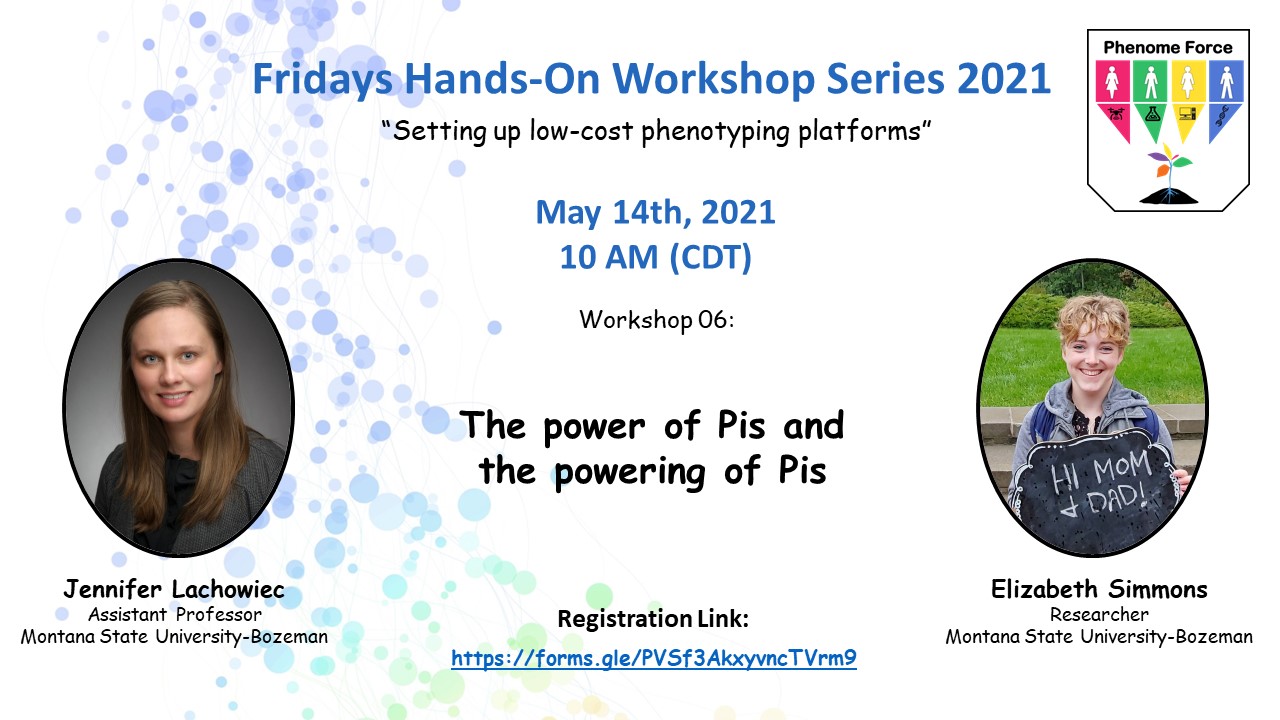 Fridays Hands-On Workshop Series 2021
Phenome Force
“Setting up low-cost phenotyping platforms”
May 14th, 2021
10 AM (CDT)
Workshop 06:
The power of Pis and
the powering of Pis
HI MOM
& DAD!
Jennifer Lachowiec
Assistant Professor
Montana State University-Bozeman
Elizabeth Simmons
Researcher
Montana State University-Bozeman
Registration Link:
https://forms.gle/PVSf3AkxyvncTVrm9